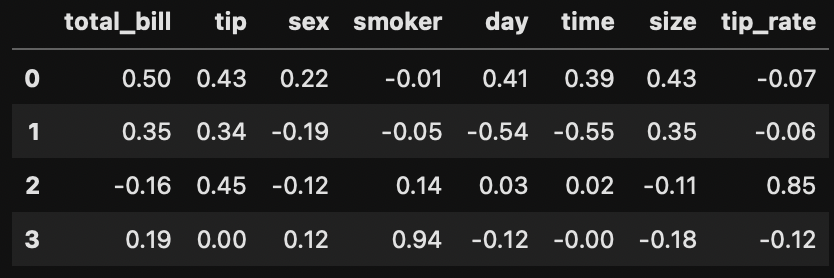 total_bill tip sex smoker day time size tip_rate
0 0.50 0.43 0.22 -0.01 0.41 0.39 0.43 -0.07
1 0.35 0.34 -0.19 -0.05 -0.54 -0.55 0.35 -0.06
2 -0.16 0.45 -0.12 0.14 0.03 0.02 -0.11 0.85
3 0.19 0.00 0.12 0.94 -0.12 -0.00 -0.18 -0.12